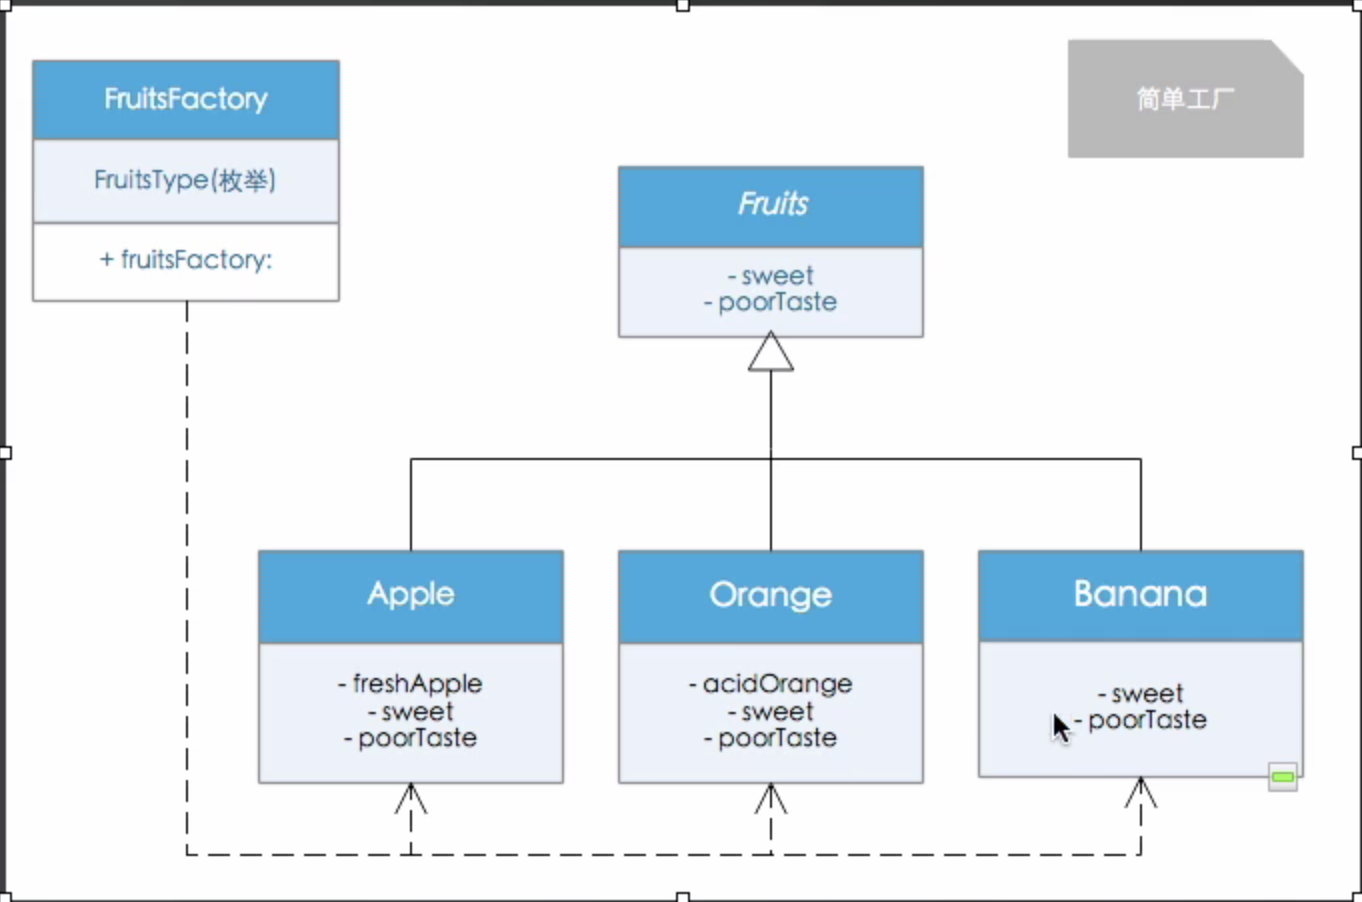 FruitsFactory
FruitsType(枚举)
+ fruitsFactory:
简单工厂
Fruits
- sweet
- poorTaste
Apple
- freshApple
- sweet
- poorTaste
Orange
- acidOrange
- sweet
- poorTaste
Banana
- sweet
- poorTaste